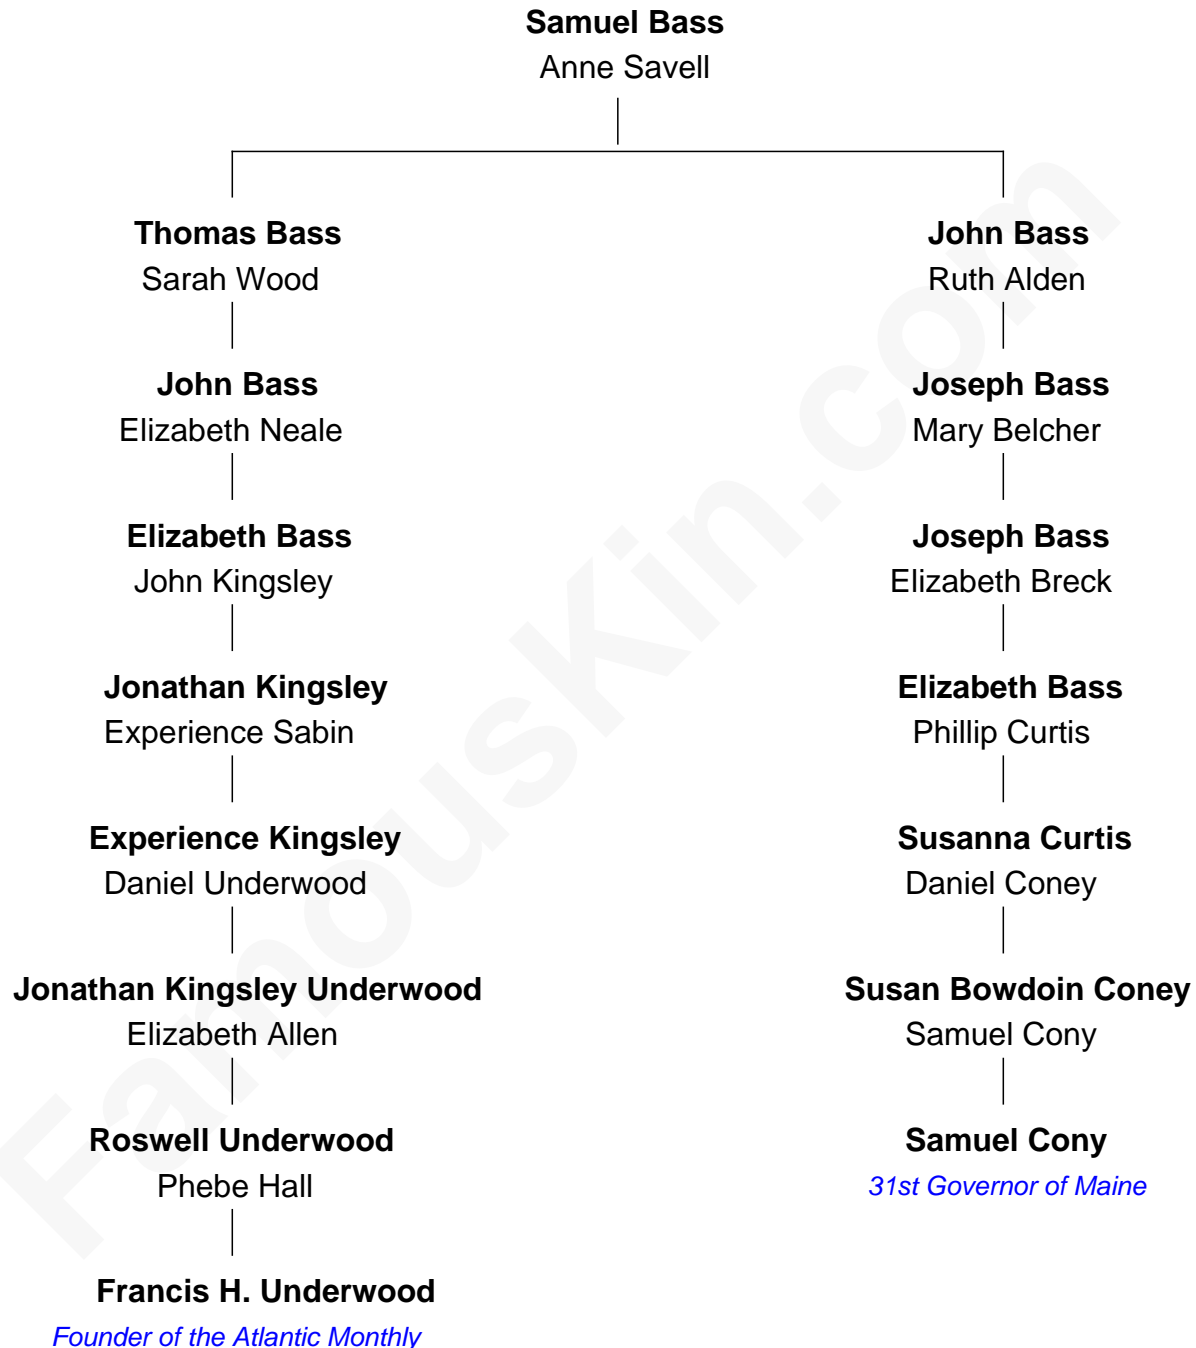 Samuel Bass
Anne Savell
Thomas Bass
Sarah Wood
John Bass
Elizabeth Neale
Elizabeth Bass
John Kingsley
Jonathan Kingsley
Experience Sabin
Experience Kingsley
Daniel Underwood
Jonathan Kingsley Underwood
Elizabeth Allen
Roswell Underwood
Phebe Hall
Francis H. Underwood
Founder of the Atlantic Monthly
John Bass
Ruth Alden
Joseph Bass
Mary Belcher
Joseph Bass
Elizabeth Breck
Elizabeth Bass
Phillip Curtis
Susanna Curtis
Daniel Coney
Susan Bowdoin Coney
Samuel Cony
Samuel Cony
31st Governor of Maine
FamousKin.com